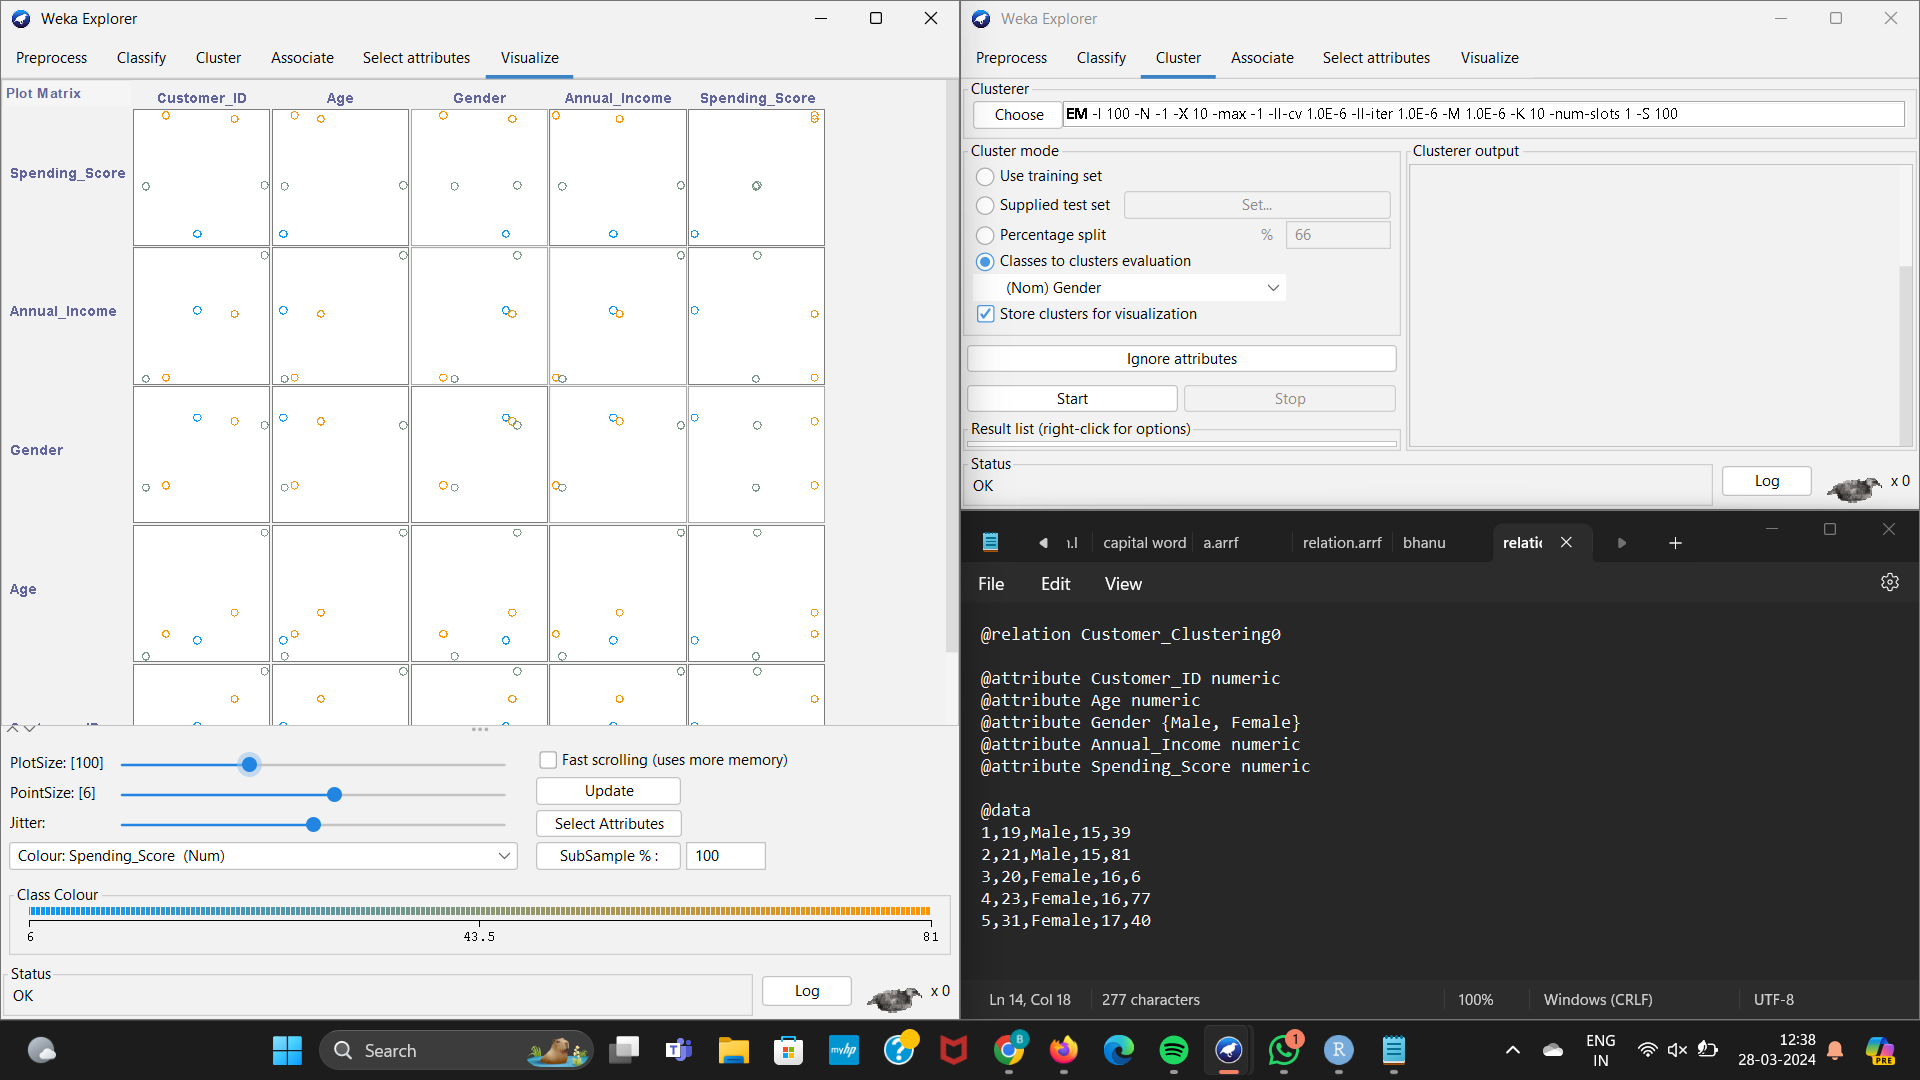 Weka Explorer
Preprocess Classify Cluster Associate Select attributes Visualize
Plot Matrix
Customer_ID Age Gender Annual_Income Spending_Score
Spending_Score
Annual_Income
Gender
Age
PlotSize: [100]
PointSize: [6]
Jitter:
Fast scrolling (uses more memory)
Update
Select Attributes
Colour: Spending_Score (Num)
SubSample % :
100
Class Colour
6 43.5 81
Status
OK
Log
x 0
Weka Explorer
Preprocess Classify Cluster Associate Select attributes Visualize
Clusterer
Choose
EM -I 100 -N -1 -X 10 -max -1 -ll-cv 1.0E-6 -ll-iter 1.0E-6 -M 1.0E-6 -K 10 -num-slots 1 -S 100
Cluster mode
Use training set
Supplied test set Set...
Percentage split % 66
Classes to clusters evaluation
(Nom) Gender
Store clusters for visualization
Ignore attributes
Start Stop
Result list (right-click for options)
Clusterer output
Status
OK
Log
x 0
capital word a.arrf relation.arrf bhanu relatio
File Edit View
@relation Customer_Clustering0
@attribute Customer_ID numeric
@attribute Age numeric
@attribute Gender {Male, Female}
@attribute Annual_Income numeric
@attribute Spending_Score numeric
@data
1,19,Male,15,39
2,21,Male,15,81
3,20,Female,16,6
4,23,Female,16,77
5,31,Female,17,40
Ln 14, Col 18 277 characters 100% Windows (CRLF) UTF-8
Search
myhp
B
1
R
ENG
IN
12:38
28-03-2024
PRE